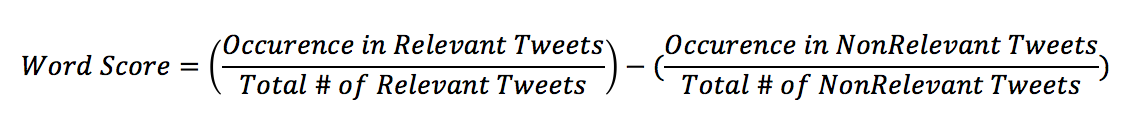 Word Score = (Occurence in Relevant Tweets / Total # of Relevant Tweets) − (Occurence in NonRelevant Tweets / Total # of NonRelevant Tweets)